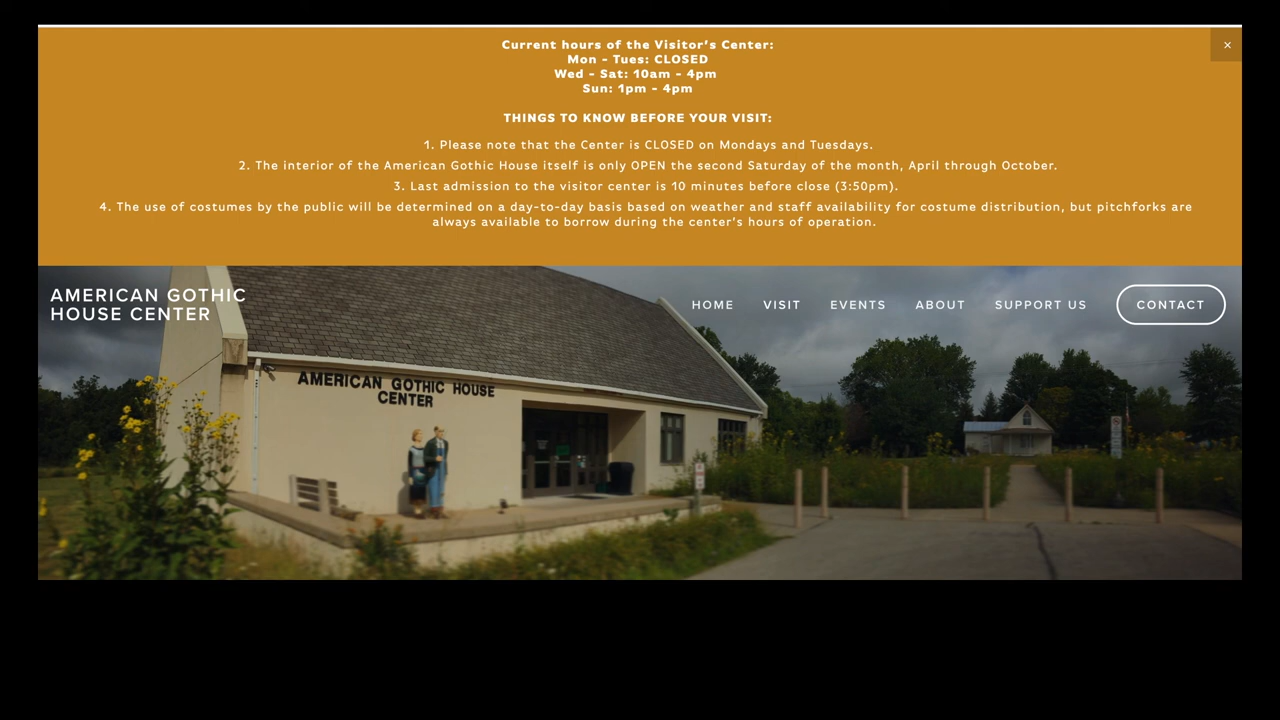 Current hours of the Visitor's Center:
Mon - Tues: CLOSED
Wed - Sat: 10am - 4pm
Sun: 1pm - 4pm
THINGS TO KNOW BEFORE YOUR VISIT:
1. Please note that the Center is CLOSED on Mondays and Tuesdays.
2. The interior of the American Gothic House itself is only OPEN the second Saturday of the month, April through October.
3. Last admission to the visitor center is 10 minutes before close (3:50pm).
4. The use of costumes by the public will be determined on a day-to-day basis based on weather and staff availability for costume distribution, but pitchforks are
always available to borrow during the center's hours of operation.
×
AMERICAN GOTHIC
HOUSE CENTER
HOME VISIT EVENTS ABOUT SUPPORT US CONTACT
AMERICAN GOTHIC HOUSE
CENTER